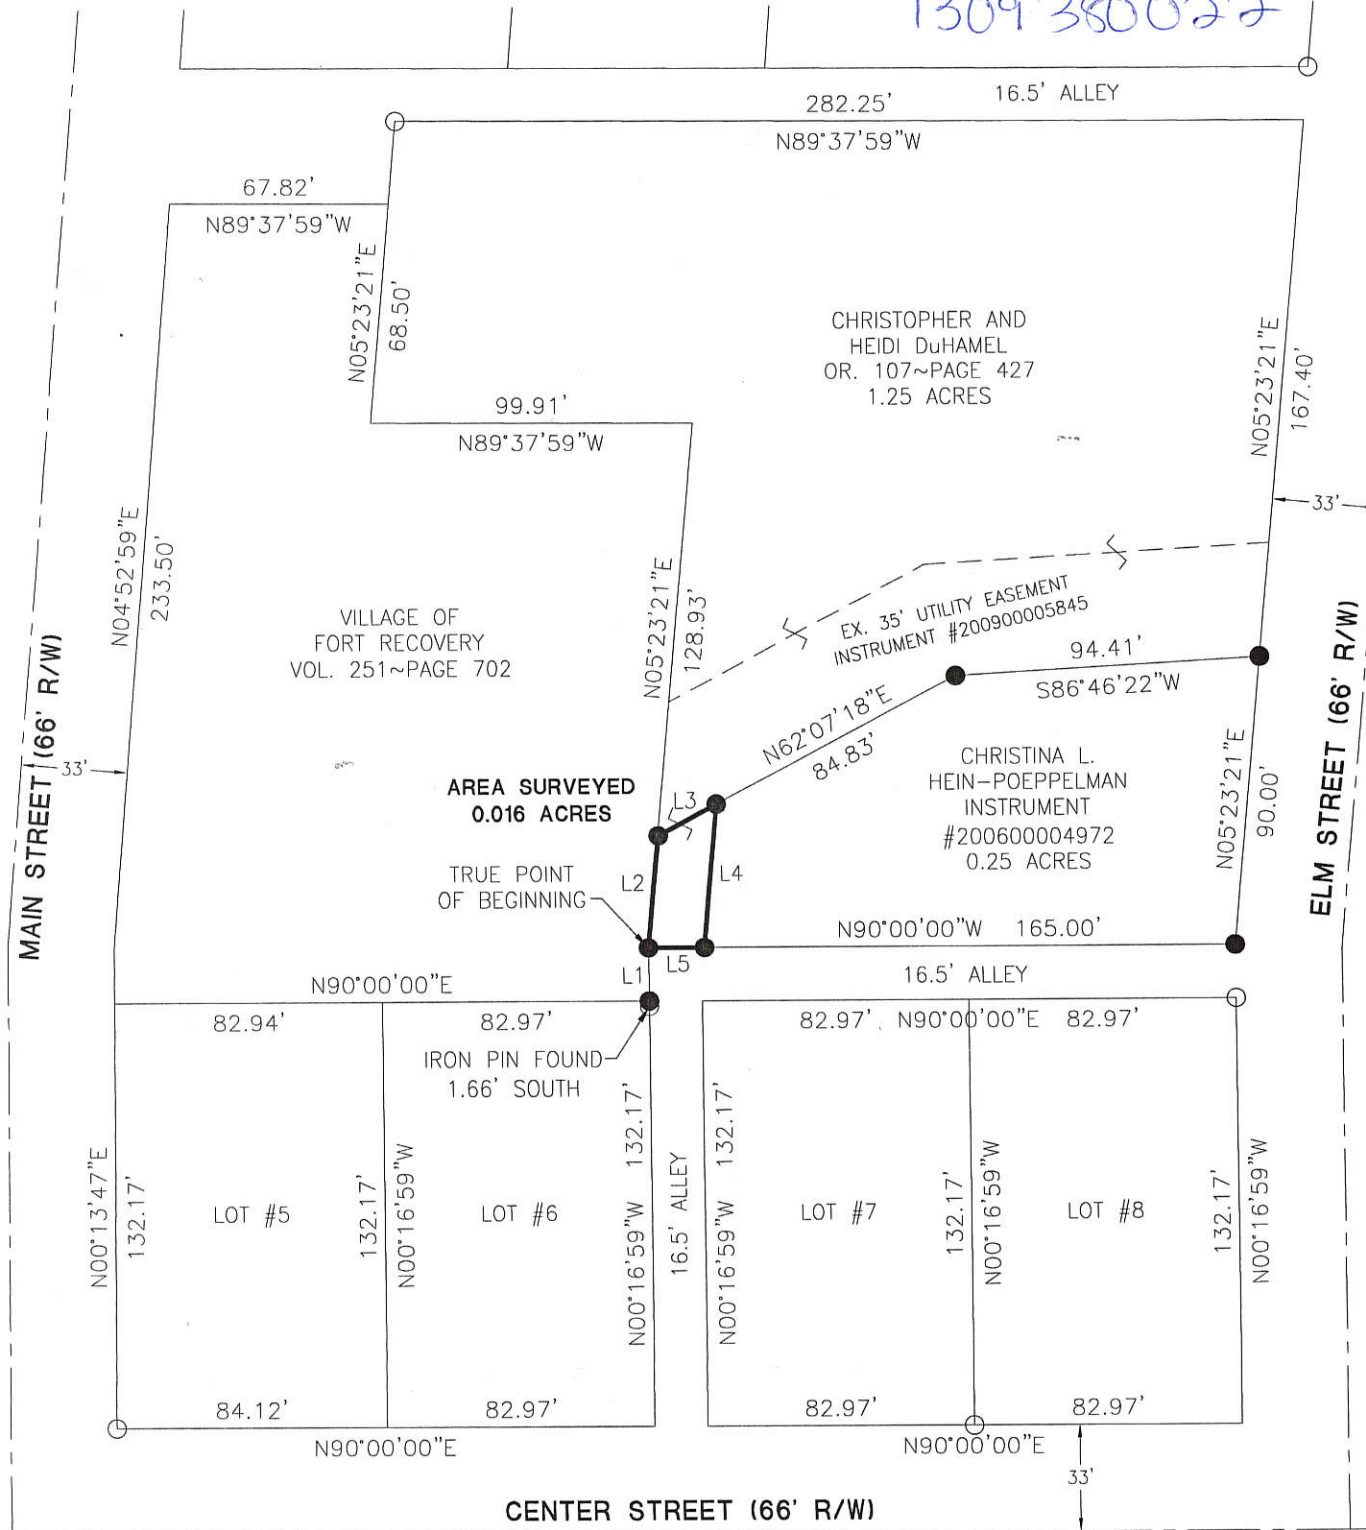 1309380022
16.5' ALLEY
282.25'
N89°37'59"W
67.82'
N89°37'59"W
N05°23'21"E
68.50'
CHRISTOPHER AND
HEIDI DuHAMEL
OR. 107~PAGE 427
1.25 ACRES
N05°23'21"E
167.40'
99.91'
N89°37'59"W
33'
N04°52'59"E
233.50'
N05°23'21"E
128.93'
EX. 35' UTILITY EASEMENT
INSTRUMENT #200900005845
VILLAGE OF
FORT RECOVERY
VOL. 251~PAGE 702
94.41'
S86°46'22"W
N62°07'18"E
84.83'
MAIN STREET (66' R/W)
33'
ELM STREET (66' R/W)
CHRISTINA L.
HEIN-POEPPELMAN
INSTRUMENT
#200600004972
0.25 ACRES
N05°23'21"E
90.00'
AREA SURVEYED
0.016 ACRES
L3
L2
L4
TRUE POINT
OF BEGINNING
N90°00'00"W 165.00'
L1
L5
16.5' ALLEY
N90°00'00"E
82.94'
82.97'
82.97'
N90°00'00"E
82.97'
IRON PIN FOUND
1.66' SOUTH
N00°13'47"E
132.17'
LOT #5
132.17'
N00°16'59"W
LOT #6
N00°16'59"W 132.17'
16.5' ALLEY
N00°16'59"W 132.17'
LOT #7
132.17'
N00°16'59"W
LOT #8
132.17'
N00°16'59"W
84.12'
82.97'
82.97'
82.97'
N90°00'00"E
N90°00'00"E
33'
CENTER STREET (66' R/W)